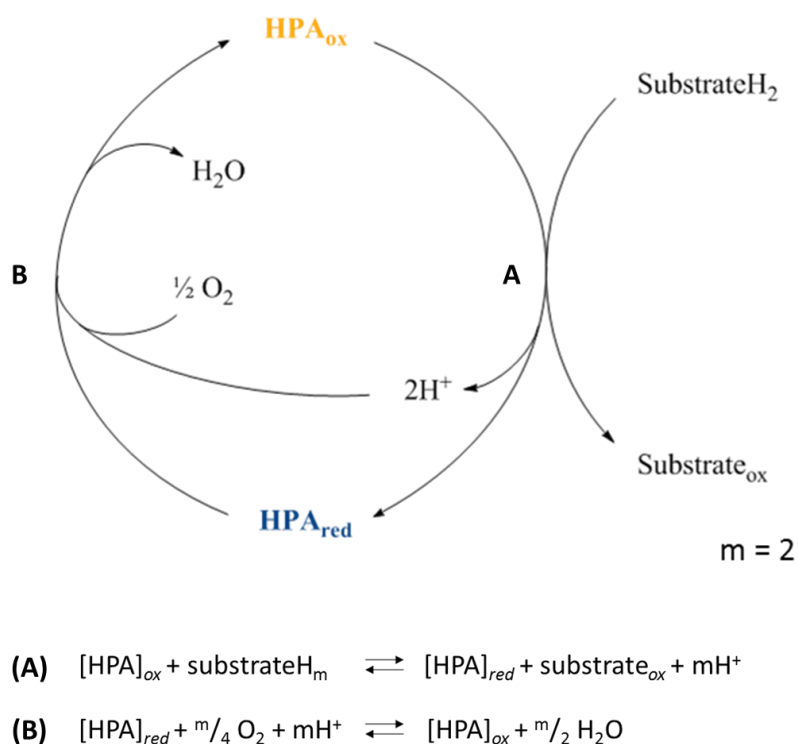 HPAox
SubstrateH2
H2O
B
½ O2
A
2H+
Substrateox
HPAred
m = 2
(A) [HPA]ox + substrateHm ⇌ [HPA]red + substrateox + mH+
(B) [HPA]red + m/4 O2 + mH+ ⇌ [HPA]ox + m/2 H2O